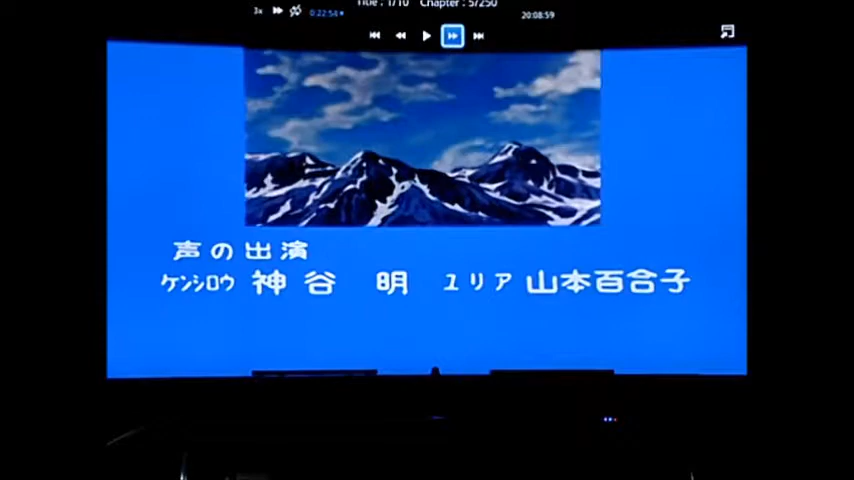 Title : 1/10 Chapter : 5/250
3x 0:22:54 20:08:59
声の出演
ケンシロウ 神谷 明 ユリア 山本百合子